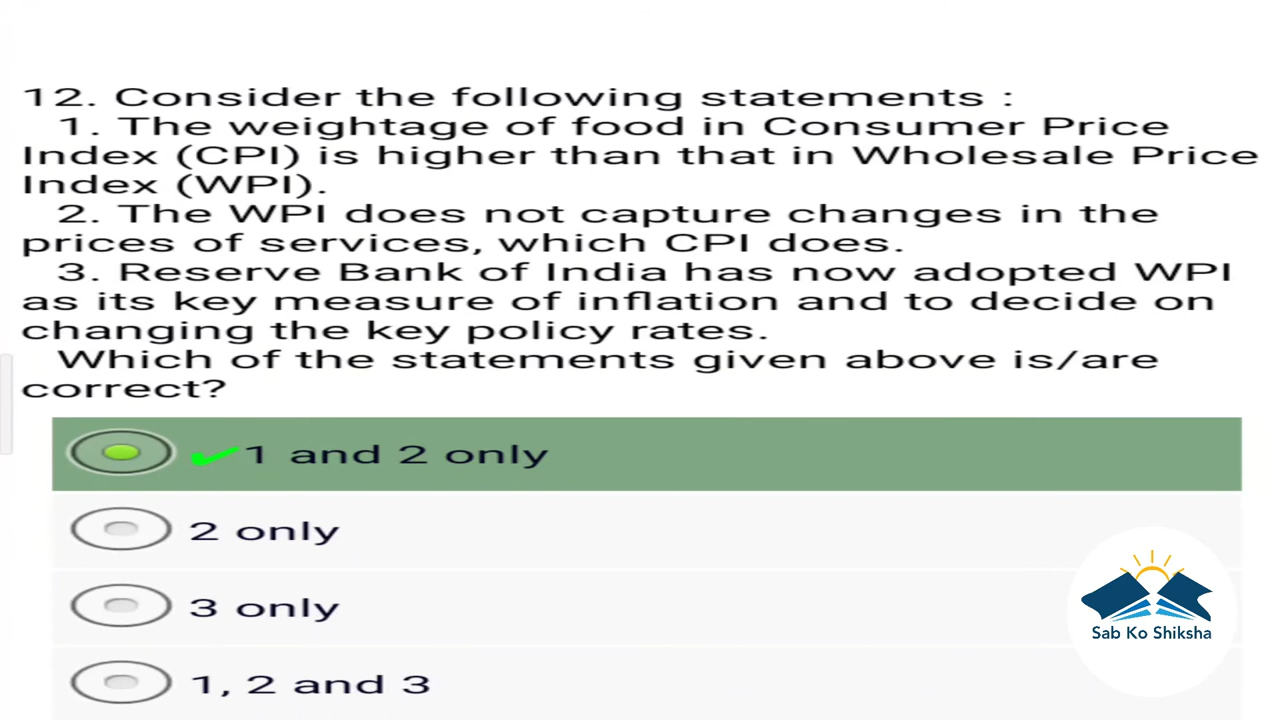 12. Consider the following statements :
1. The weightage of food in Consumer Price
Index (CPI) is higher than that in Wholesale Price
Index (WPI).
2. The WPI does not capture changes in the
prices of services, which CPI does.
3. Reserve Bank of India has now adopted WPI
as its key measure of inflation and to decide on
changing the key policy rates.
Which of the statements given above is/are
correct?
✔1 and 2 only
2 only
3 only
1, 2 and 3
Sab Ko Shiksha